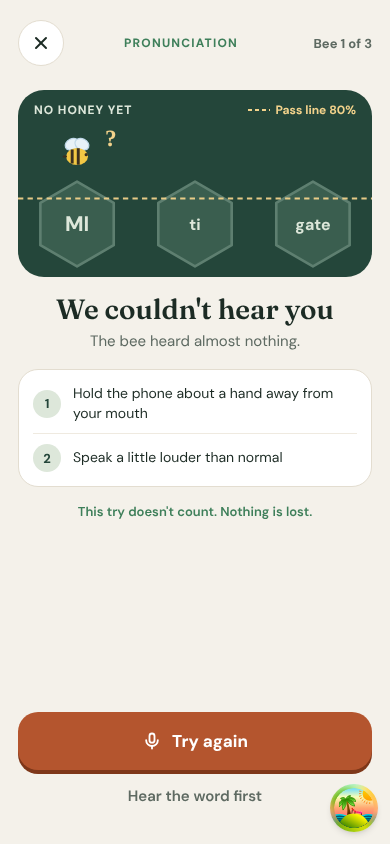 PRONUNCIATION
Bee 1 of 3
NO HONEY YET
Pass line 80%
?
MI
ti
gate
We couldn't hear you
The bee heard almost nothing.
1
Hold the phone about a hand away from
your mouth
2
Speak a little louder than normal
This try doesn't count. Nothing is lost.
Try again
Hear the word first